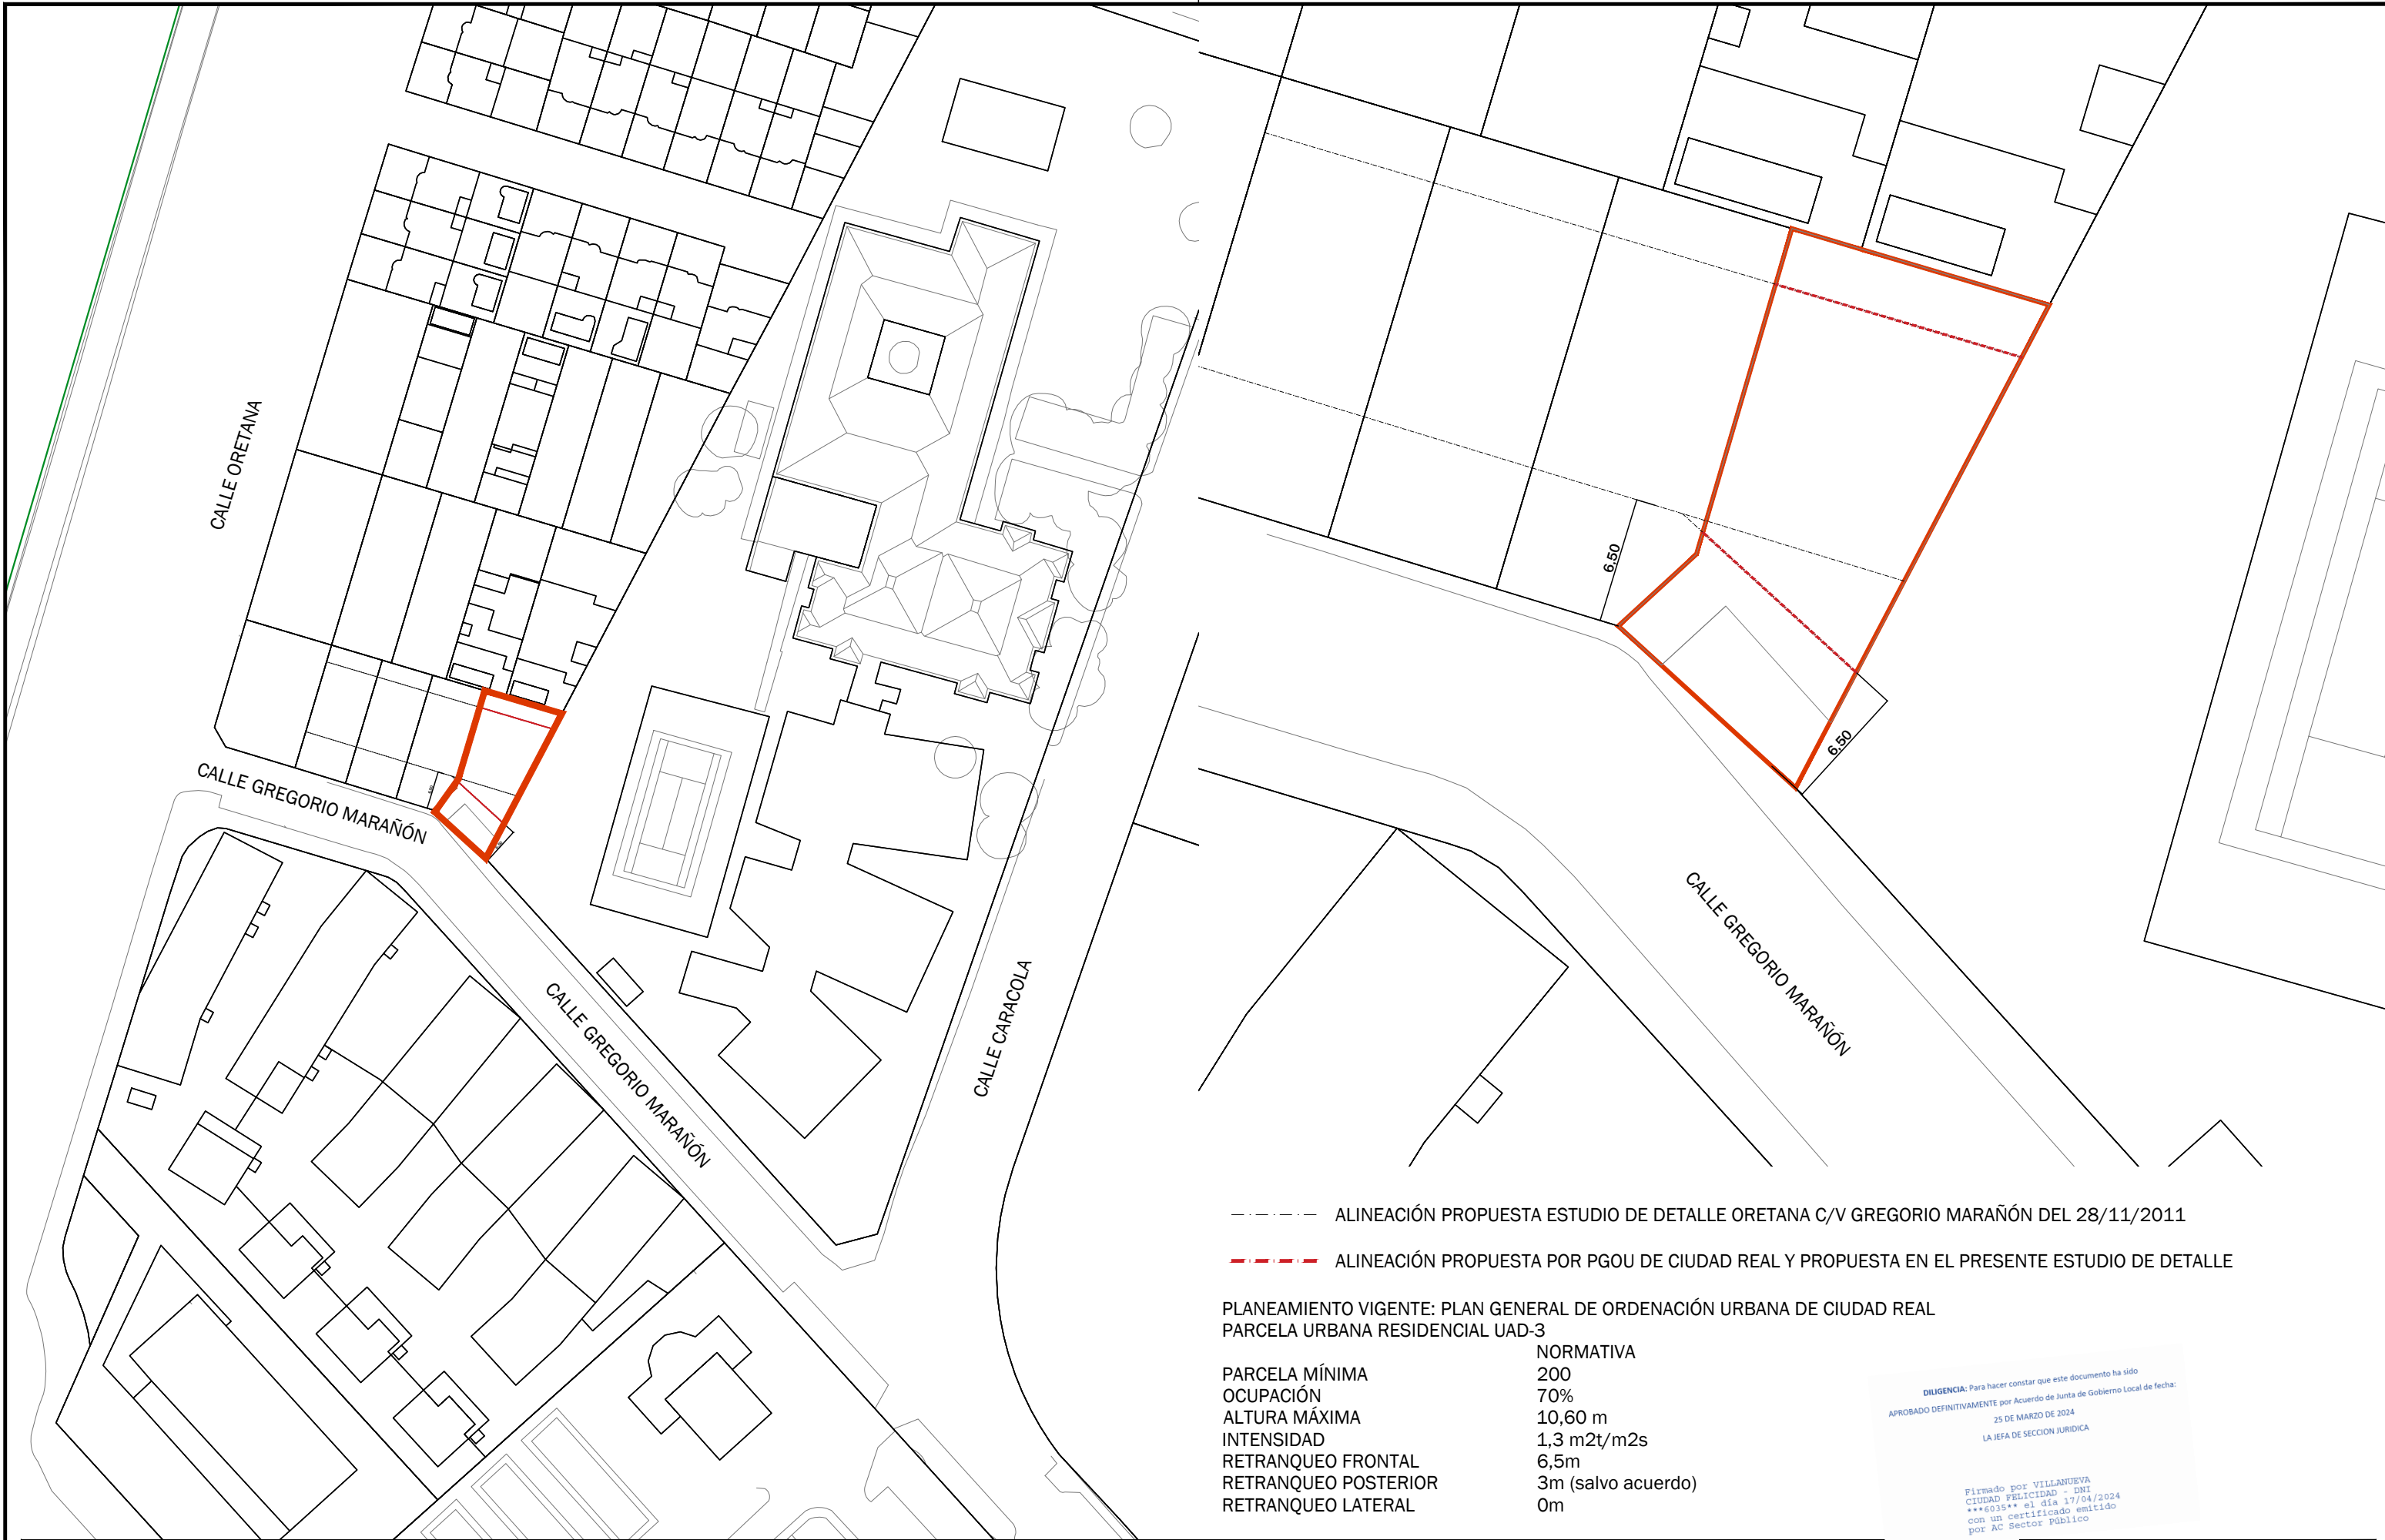 CALLE ORETANA
CALLE GREGORIO MARAÑÓN
CALLE GREGORIO MARAÑÓN
CALLE CARACOLA
6,50
6,50
CALLE GREGORIO MARAÑÓN
ALINEACIÓN PROPUESTA ESTUDIO DE DETALLE ORETANA C/V GREGORIO MARAÑÓN DEL 28/11/2011
ALINEACIÓN PROPUESTA POR PGOU DE CIUDAD REAL Y PROPUESTA EN EL PRESENTE ESTUDIO DE DETALLE
PLANEAMIENTO VIGENTE: PLAN GENERAL DE ORDENACIÓN URBANA DE CIUDAD REAL
PARCELA URBANA RESIDENCIAL UAD-3
NORMATIVA
PARCELA MÍNIMA 200
OCUPACIÓN 70%
ALTURA MÁXIMA 10,60 m
INTENSIDAD 1,3 m2t/m2s
RETRANQUEO FRONTAL 6,5m
RETRANQUEO POSTERIOR 3m (salvo acuerdo)
RETRANQUEO LATERAL 0m
DILIGENCIA: Para hacer constar que este documento ha sido
APROBADO DEFINITIVAMENTE por Acuerdo de Junta de Gobierno Local de fecha:
25 DE MARZO DE 2024
LA JEFA DE SECCION JURIDICA
Firmado por VILLANUEVA
CIUDAD FELICIDAD - DNI
***6035** el día 17/04/2024
con un certificado emitido
por AC Sector Público